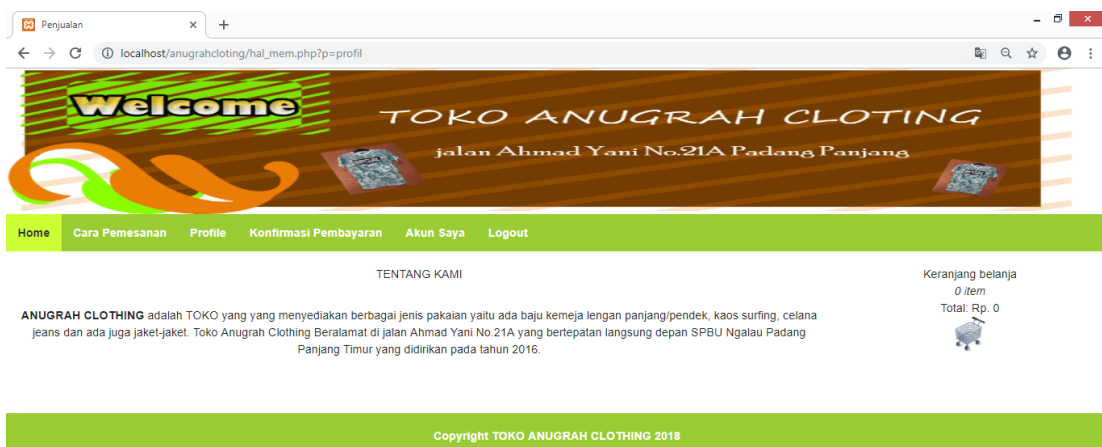 Penjualan
localhost/anugrahcloting/hal_mem.php?p=profil
Welcome
TOKO ANUGRAH CLOTING
jalan Ahmad Yani No.21A Padang Panjang
Home Cara Pemesanan Profile Konfirmasi Pembayaran Akun Saya Logout
TENTANG KAMI
ANUGRAH CLOTHING adalah TOKO yang yang menyediakan berbagai jenis pakaian yaitu ada baju kemeja lengan panjang/pendek, kaos surfing, celana
jeans dan ada juga jaket-jaket. Toko Anugrah Clothing Beralamat di jalan Ahmad Yani No.21A yang bertepatan langsung depan SPBU Ngalau Padang
Panjang Timur yang didirikan pada tahun 2016.
Keranjang belanja
0 item
Total: Rp. 0
Copyright TOKO ANUGRAH CLOTHING 2018